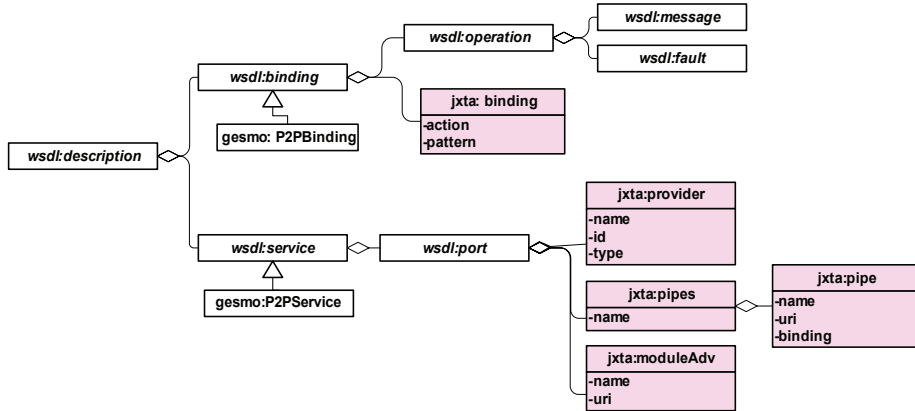 wsdl:message
wsdl:operation
wsdl:fault
wsdl:binding
jxta: binding
-action
-pattern
gesmo: P2PBinding
wsdl:description
jxta:provider
-name
-id
-type
wsdl:service
wsdl:port
gesmo:P2PService
jxta:pipes
-name
jxta:pipe
-name
-uri
-binding
jxta:moduleAdv
-name
-uri